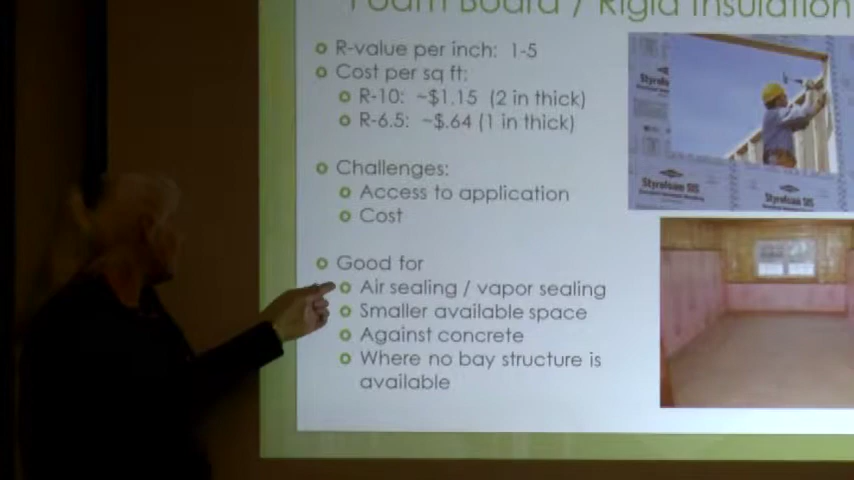 Foam Board / Rigid Insulation
R-value per inch: 1-5
Cost per sq ft:
R-10: ~$1.15 (2 in thick)
R-6.5: ~$.64 (1 in thick)
Challenges:
Access to application
Cost
Good for
Air sealing / vapor sealing
Smaller available space
Against concrete
Where no bay structure is
available
Styrofoam SIS
Styrofoam SIS